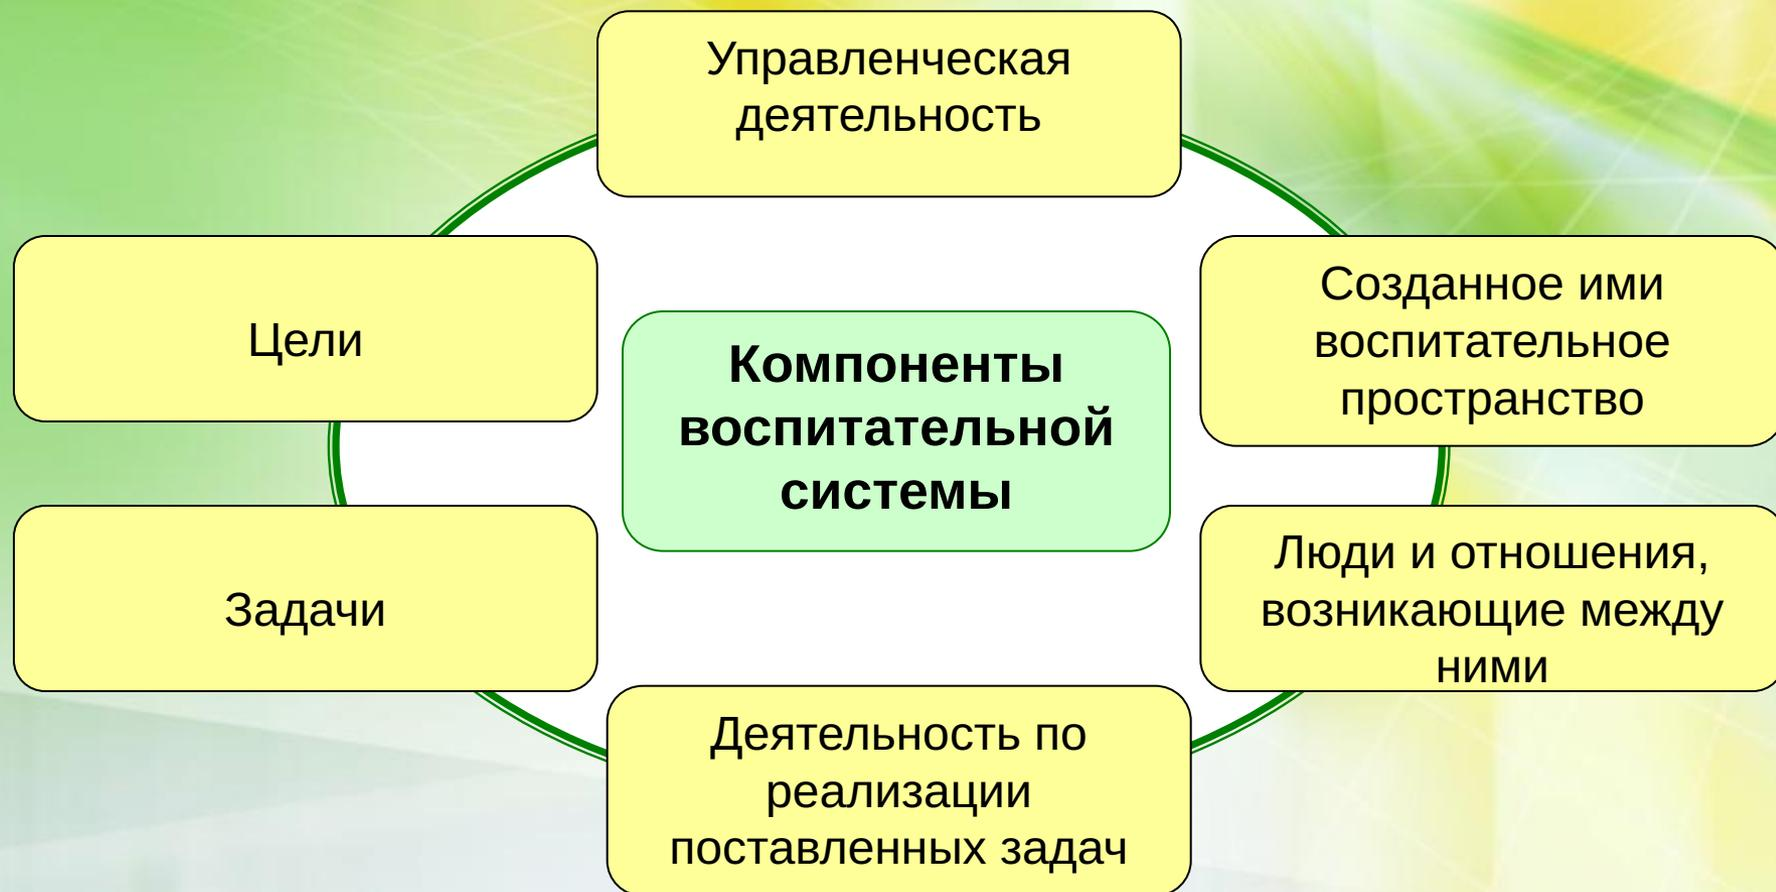 Управленческая
деятельность
Цели
Созданное ими
воспитательное
пространство
Компоненты
воспитательной
системы
Задачи
Люди и отношения,
возникающие между
ними
Деятельность по
реализации
поставленных задач